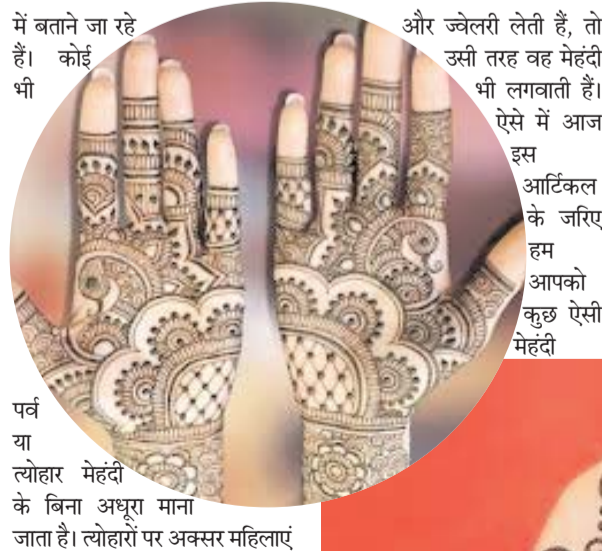 में बताने जा रहे
हैं। कोई
भी
पर्व
या
त्योहार मेहंदी
के बिना अधूरा माना
जाता है। त्योहारों पर अक्सर महिलाएं
और ज्वेलरी लेती हैं, तो
उसी तरह वह मेहंदी
भी लगवाती हैं।
ऐसे में आज
इस
आर्टिकल
के जरिए
हम
आपको
कुछ ऐसी
मेहंदी